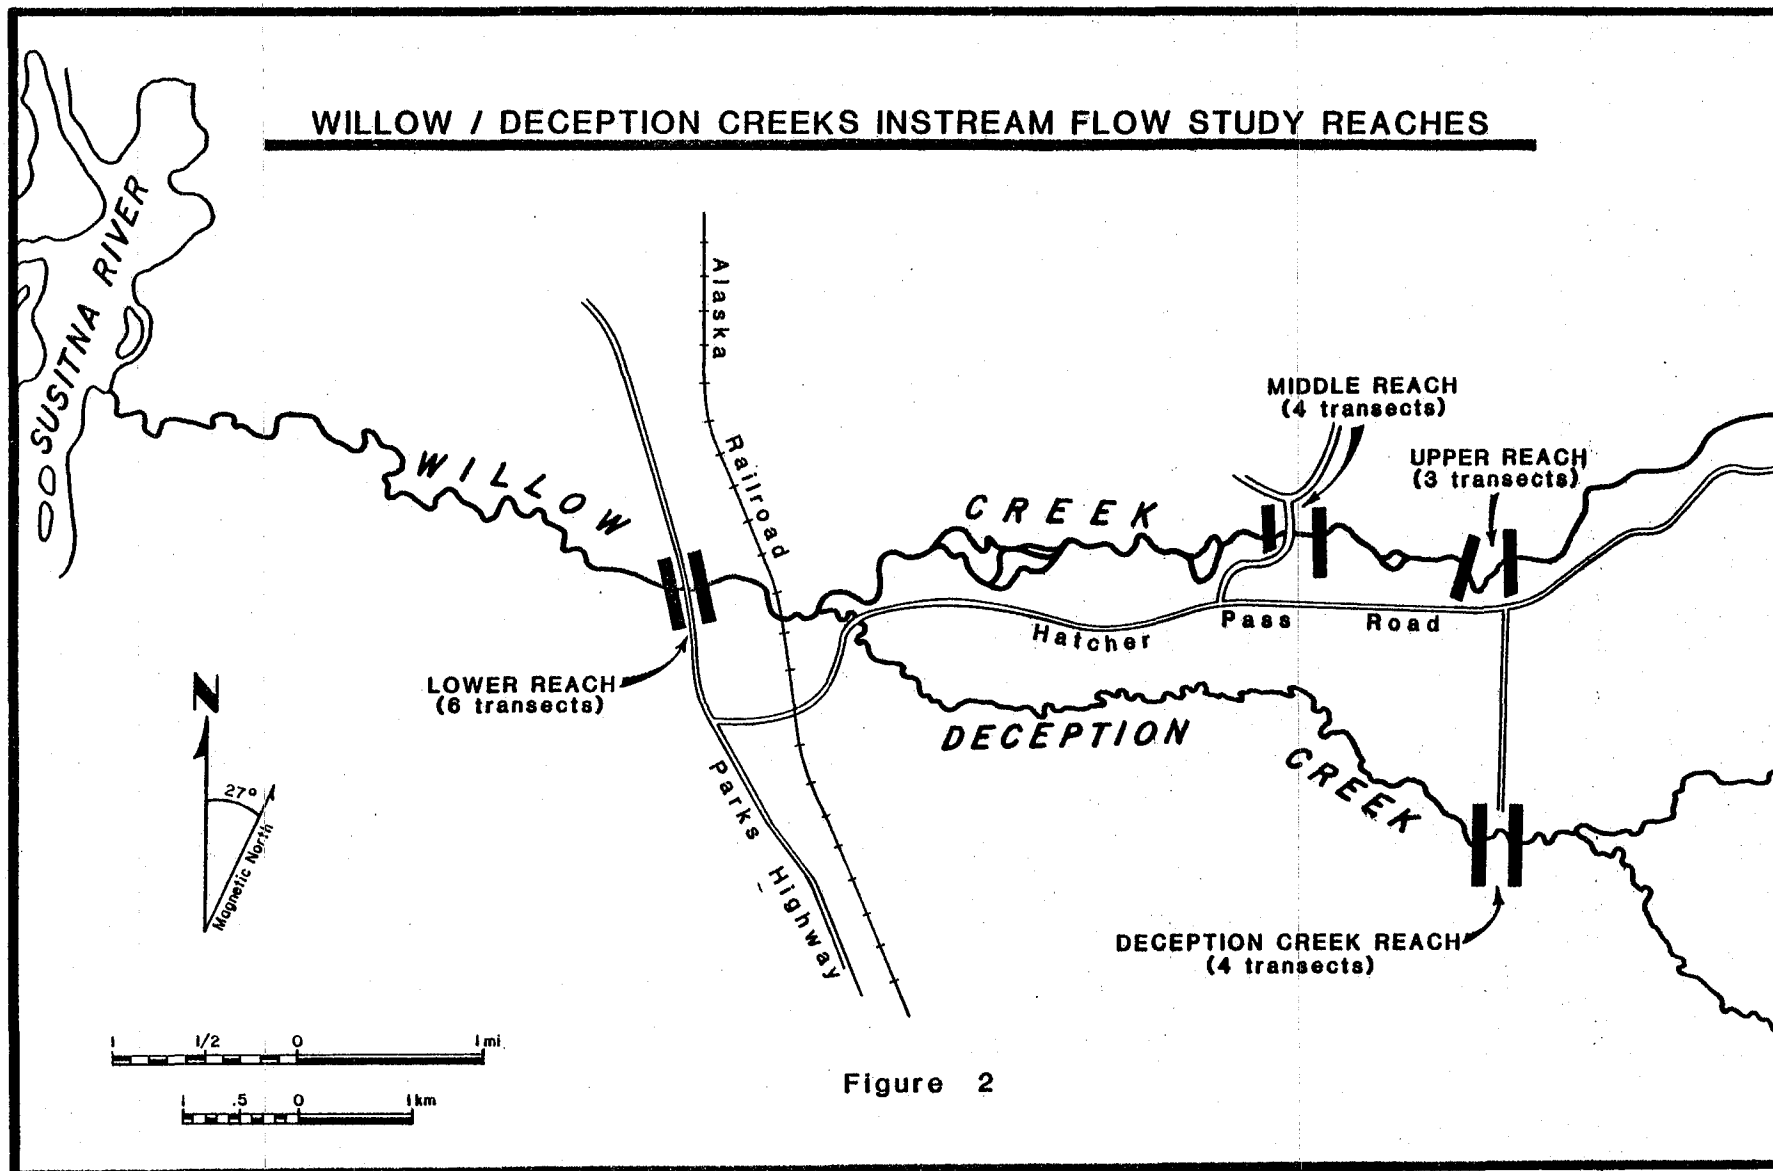 WILLOW / DECEPTION CREEKS INSTREAM FLOW STUDY REACHES
SUSITNA RIVER
Alaska
Railroad
MIDDLE REACH
(4 transects)
UPPER REACH
(3 transects)
WILLOW
CREEK
Hatcher Pass Road
LOWER REACH
(6 transects)
DECEPTION
CREEK
N
27°
Magnetic North
Parks Highway
DECEPTION CREEK REACH
(4 transects)
1 1/2 0 1 mi
1 .5 0 1 km
Figure 2